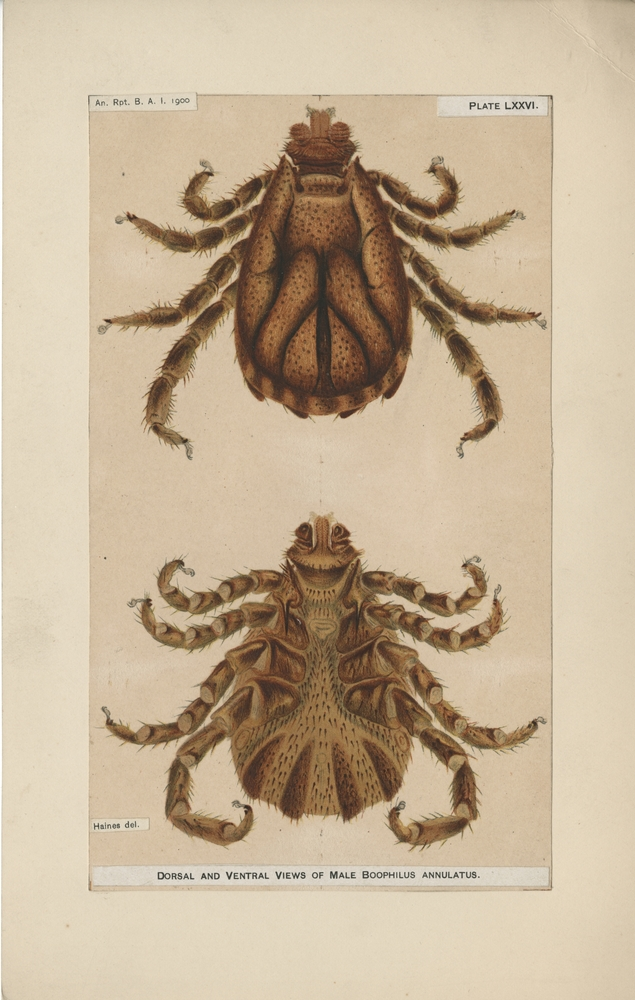 An. Rpt. B. A. I. 1900
PLATE LXXVI.
Haines del.
DORSAL AND VENTRAL VIEWS OF MALE BOOPHILUS ANNULATUS.